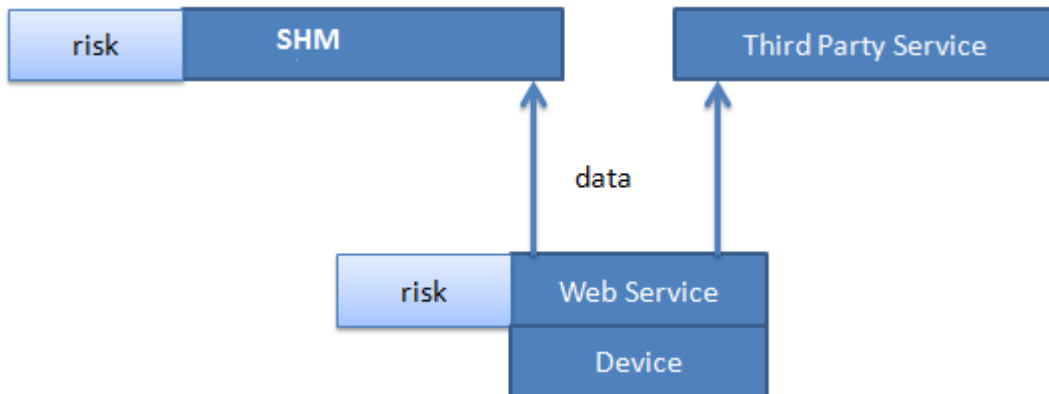 risk
SHM
Third Party Service
data
risk
Web Service
Device